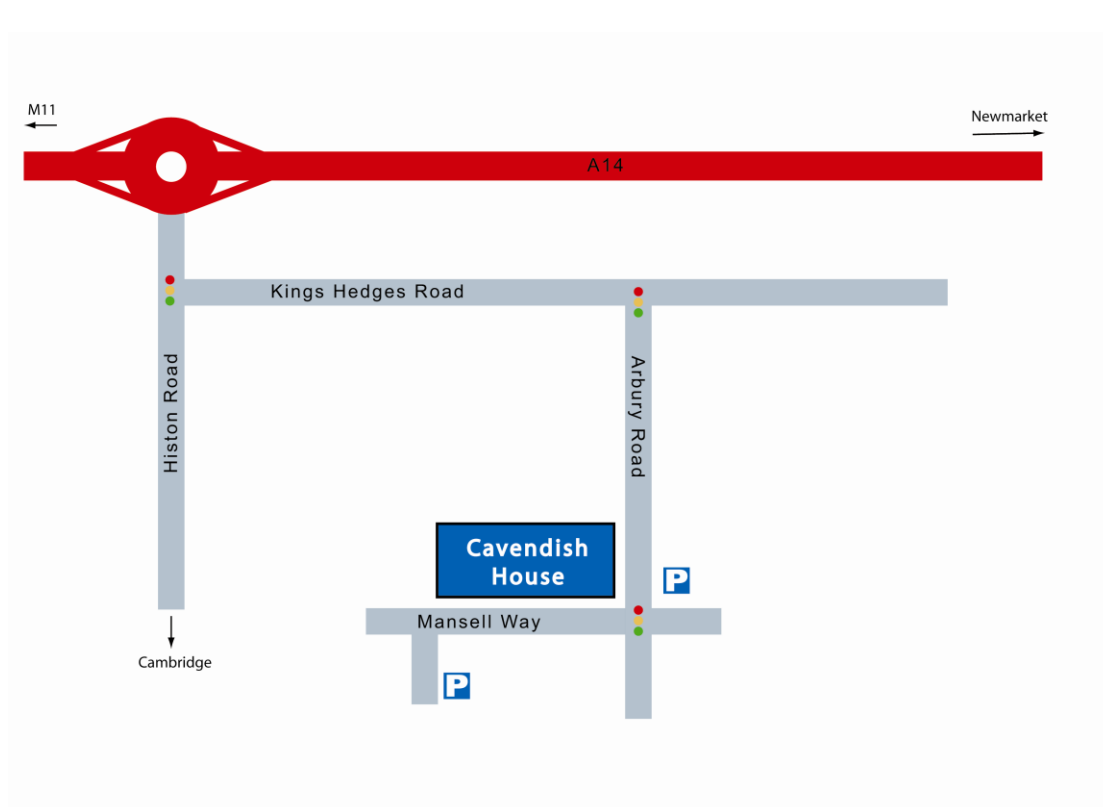 M11
Newmarket
A14
Kings Hedges Road
Histon Road
Arbury Road
Cavendish
House
P
Mansell Way
Cambridge
P